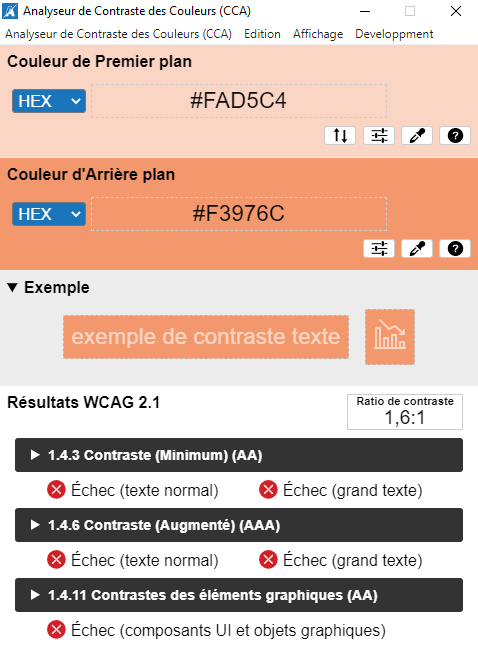 Analyseur de Contraste des Couleurs (CCA)
Analyseur de Contraste des Couleurs (CCA) Edition Affichage Developpment
Couleur de Premier plan
HEX #FAD5C4
Couleur d'Arrière plan
HEX #F3976C
Exemple
exemple de contraste texte
Résultats WCAG 2.1
Ratio de contraste
1,6:1
1.4.3 Contraste (Minimum) (AA)
Échec (texte normal) Échec (grand texte)
1.4.6 Contraste (Augmenté) (AAA)
Échec (texte normal) Échec (grand texte)
1.4.11 Contrastes des éléments graphiques (AA)
Échec (composants UI et objets graphiques)